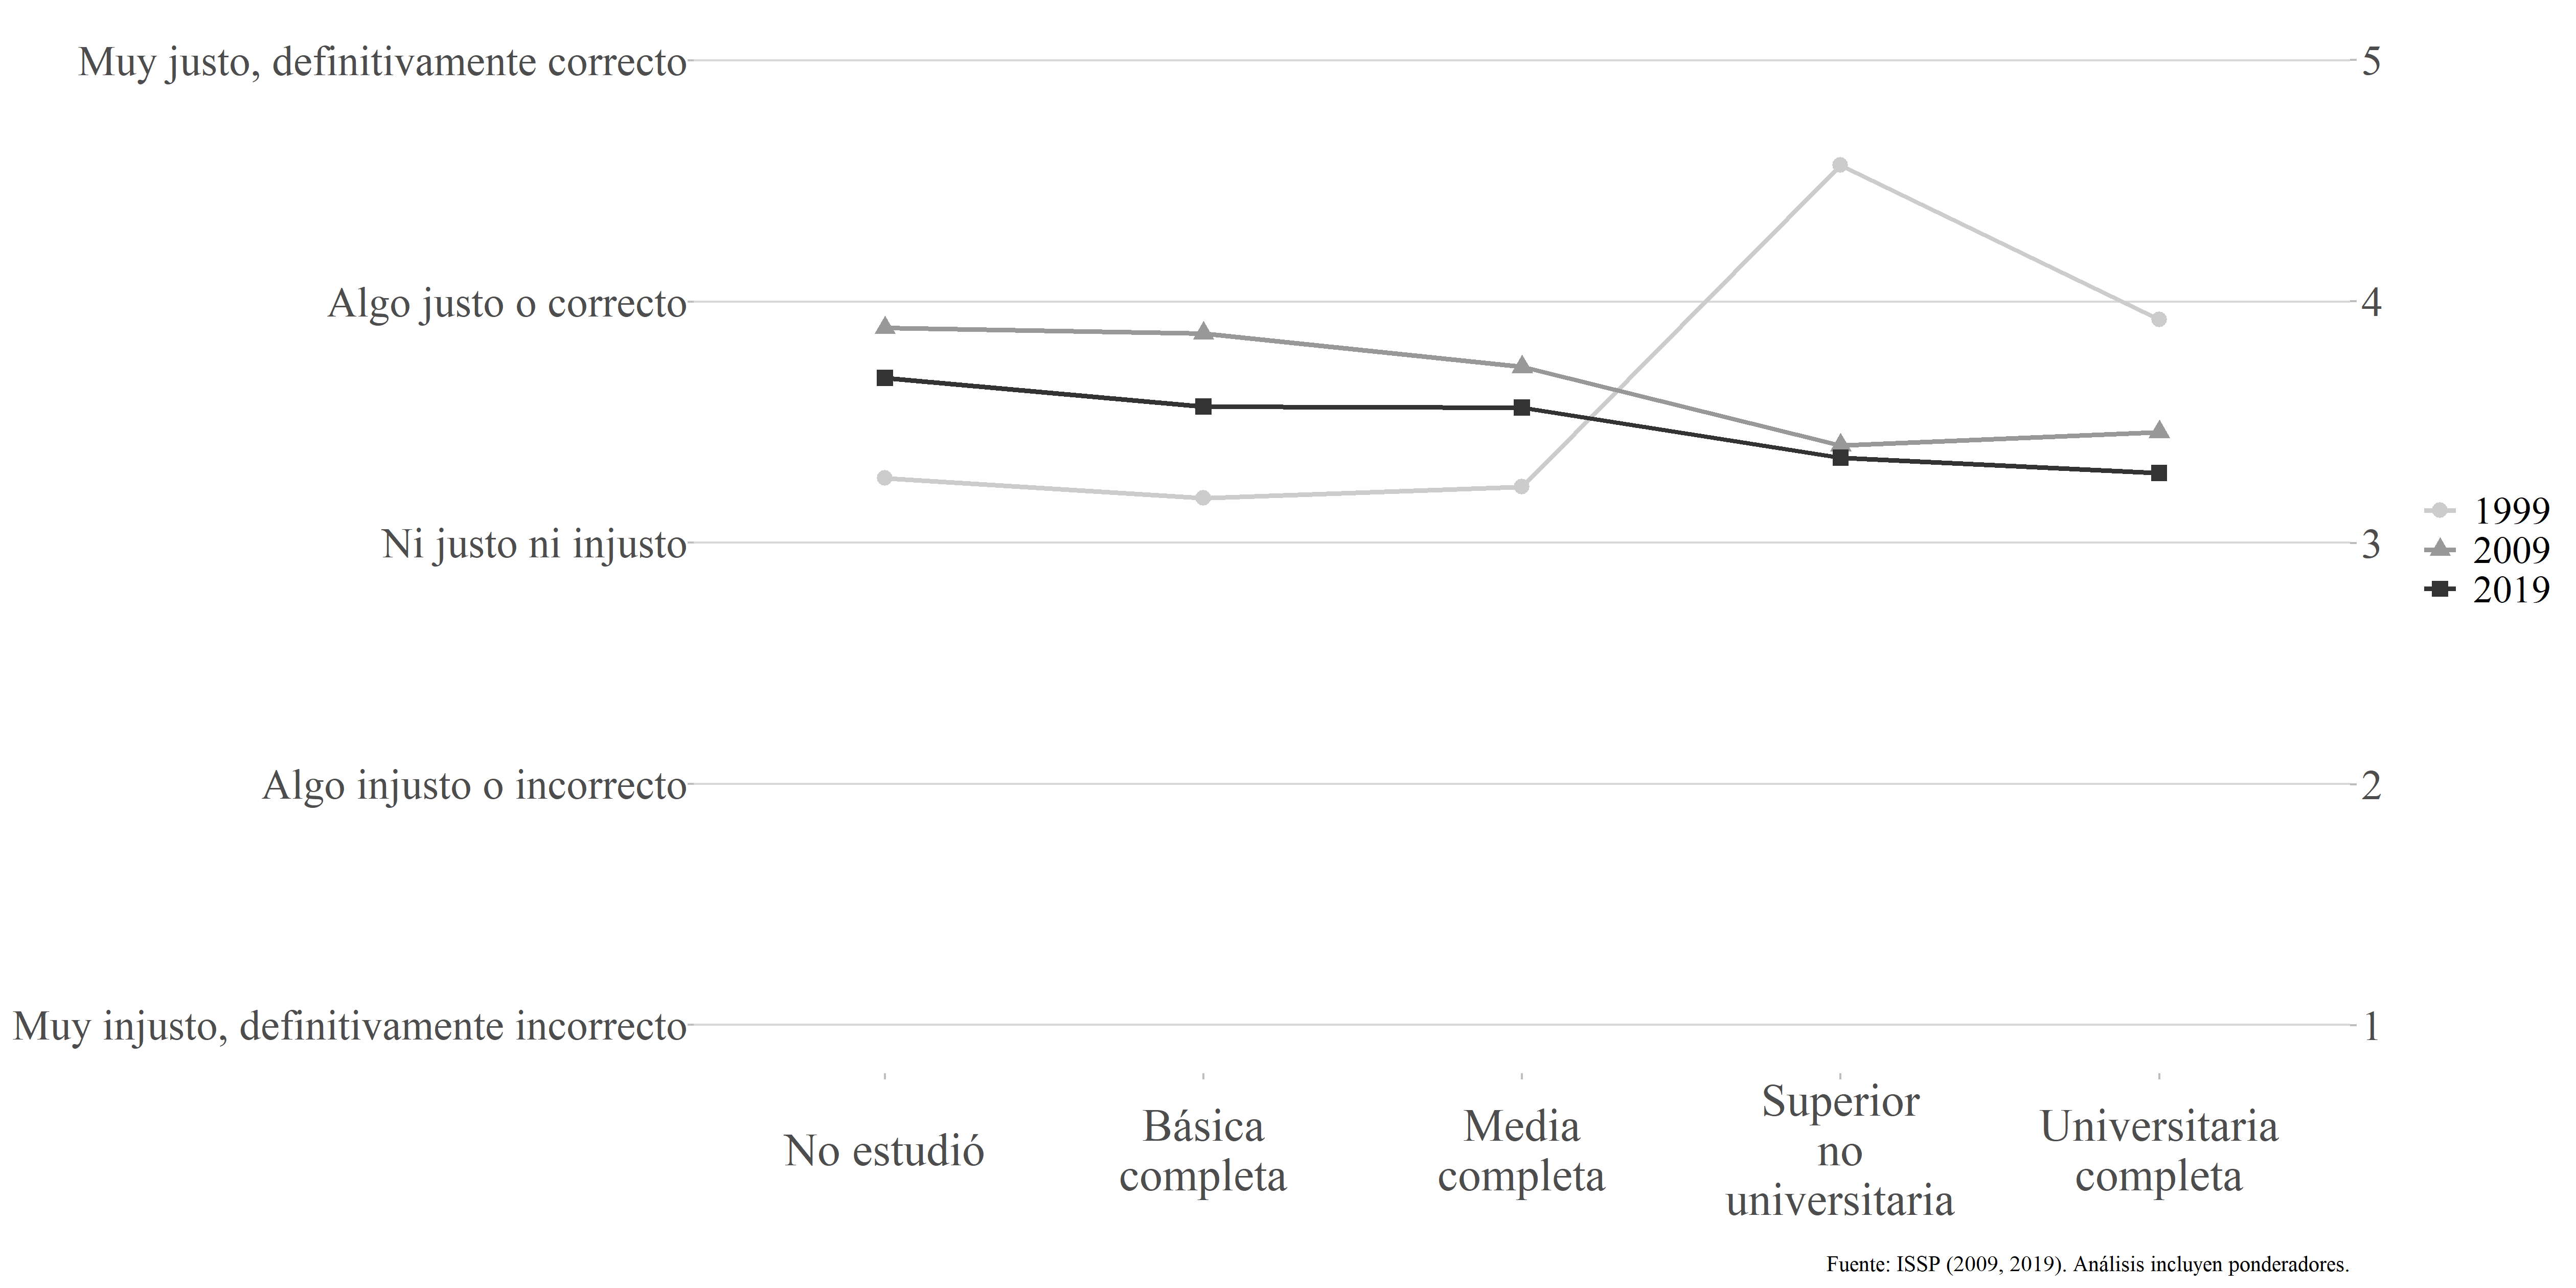 Muy justo, definitivamente correcto
5
Algo justo o correcto
4
Ni justo ni injusto
3
Algo injusto o incorrecto
2
Muy injusto, definitivamente incorrecto
1
1999
2009
2019
No estudió
Básica
completa
Media
completa
Superior
no
universitaria
Universitaria
completa
Fuente: ISSP (2009, 2019). Análisis incluyen ponderadores.